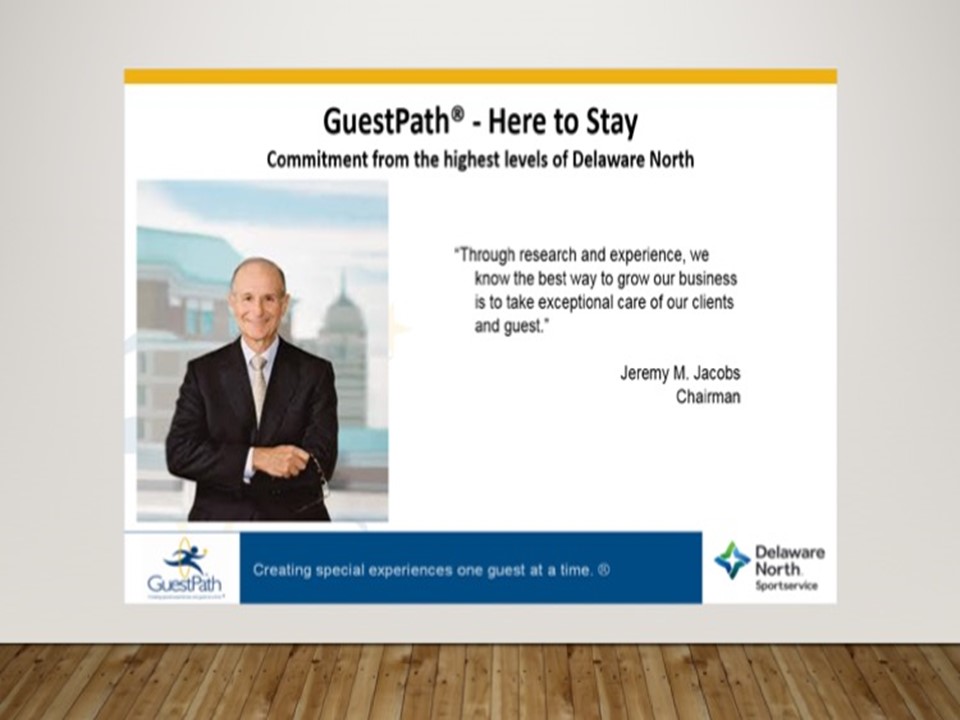 GuestPath® - Here to Stay
Commitment from the highest levels of Delaware North
“Through research and experience, we
know the best way to grow our business
is to take exceptional care of our clients
and guest.”
Jeremy M. Jacobs
Chairman
GuestPath
Creating special experiences one guest at a time. ®
Delaware
North
Sportservice